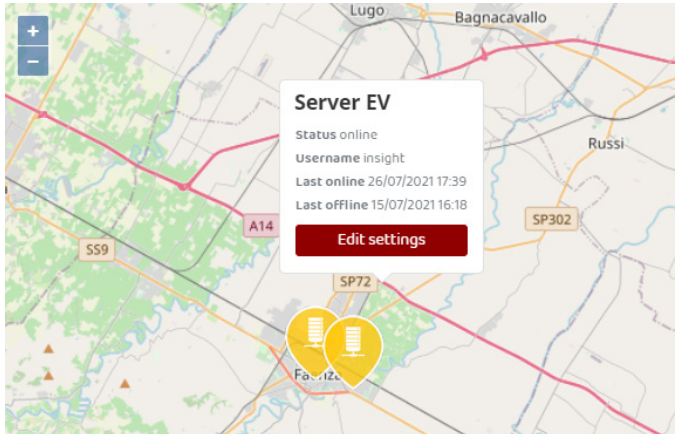 Lugo
Bagnacavallo
+
−
Server EV
Status online
Username insight
Last online 26/07/2021 17:39
Last offline 15/07/2021 16:18
Edit settings
Russi
A14
SP302
SS9
SP72